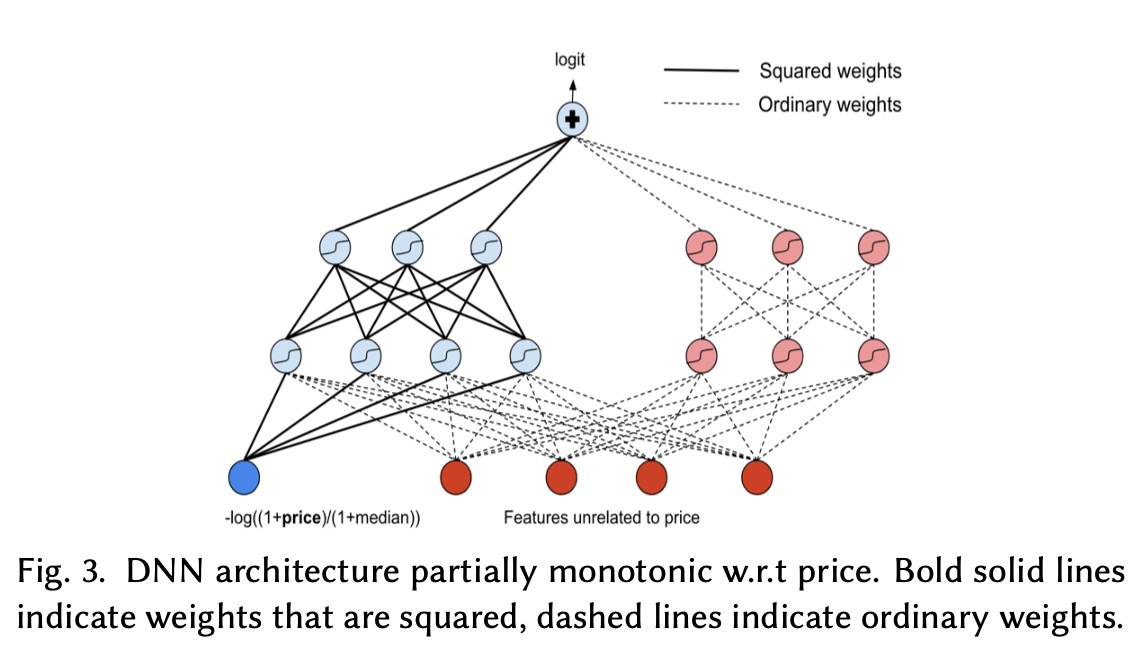 logit
Squared weights
Ordinary weights
-log((1+price)/(1+median))
Features unrelated to price
Fig. 3. DNN architecture partially monotonic w.r.t price. Bold solid lines
indicate weights that are squared, dashed lines indicate ordinary weights.